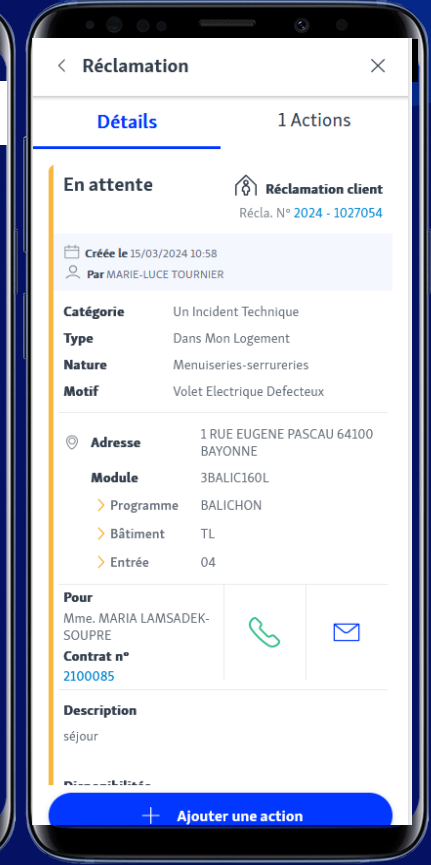 Réclamation
Détails
1 Actions
En attente
Réclamation client
Récla. N° 2024 - 1027054
Créée le 15/03/2024 10:58
Par MARIE-LUCE TOURNIER
Catégorie Un Incident Technique
Type Dans Mon Logement
Nature Menuiseries-serrureries
Motif Volet Electrique Defecteux
Adresse 1 RUE EUGENE PASCAU 64100
BAYONNE
Module 3BALIC160L
Programme BALICHON
Bâtiment TL
Entrée 04
Pour
Mme. MARIA LAMSADEK-
SOUPRE
Contrat n°
2100085
Description
séjour
Disponibilités
Ajouter une action